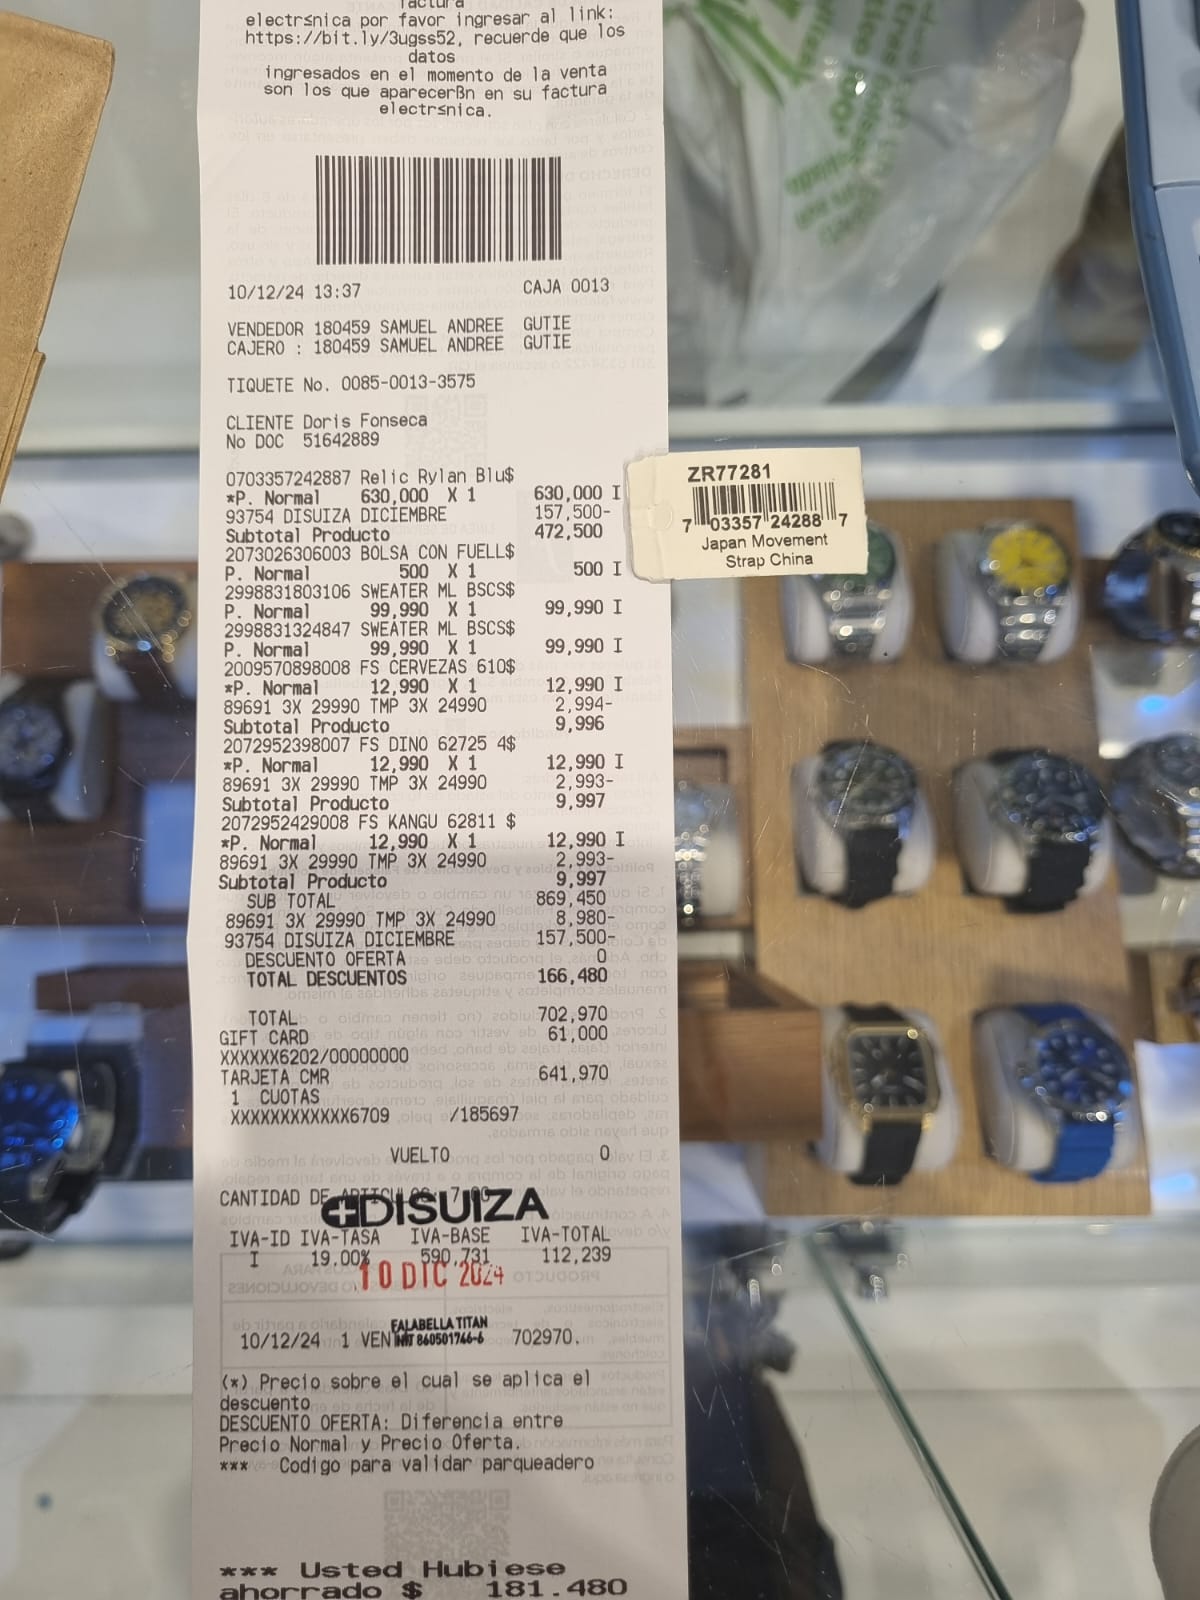 factura
electr≤nica por favor ingresar al link:
https://bit.ly/3ugss52, recuerde que los
datos
ingresados en el momento de la venta
son los que aparecerßn en su factura
electr≤nica.
10/12/24 13:37 CAJA 0013
VENDEDOR 180459 SAMUEL ANDREE GUTIE
CAJERO : 180459 SAMUEL ANDREE GUTIE
TIQUETE No. 0085-0013-3575
CLIENTE Doris Fonseca
No DOC 51642889
0703357242887 Relic Rylan Blu$
*P. Normal 630,000 X 1 630,000 I
93754 DISUIZA DICIEMBRE 157,500-
Subtotal Producto 472,500
2073026306003 BOLSA CON FUELL$
P. Normal 500 X 1 500 I
2998831803106 SWEATER ML BSCS$
P. Normal 99,990 X 1 99,990 I
2998831324847 SWEATER ML BSCS$
P. Normal 99,990 X 1 99,990 I
2009570898008 FS CERVEZAS 610$
*P. Normal 12,990 X 1 12,990 I
89691 3X 29990 TMP 3X 24990 2,994-
Subtotal Producto 9,996
2072952398007 FS DINO 62725 4$
*P. Normal 12,990 X 1 12,990 I
89691 3X 29990 TMP 3X 24990 2,993-
Subtotal Producto 9,997
2072952429008 FS KANGU 62811 $
*P. Normal 12,990 X 1 12,990 I
89691 3X 29990 TMP 3X 24990 2,993-
Subtotal Producto 9,997
SUB TOTAL 869,450
89691 3X 29990 TMP 3X 24990 8,980-
93754 DISUIZA DICIEMBRE 157,500-
DESCUENTO OFERTA 0
TOTAL DESCUENTOS 166,480
TOTAL 702,970
GIFT CARD 61,000
XXXXXX6202/00000000
TARJETA CMR 641,970
1 CUOTAS
XXXXXXXXXXXX6709 /185697
VUELTO 0
CANTIDAD DE ARTICULOS: 7.00
DISUIZA
IVA-ID IVA-TASA IVA-BASE IVA-TOTAL
I 19.00% 590,731 112,239
10 DIC 2024
FALABELLA TITAN
10/12/24 1 VEN NIT 860501746-6 702970.
(*) Precio sobre el cual se aplica el
descuento
DESCUENTO OFERTA: Diferencia entre
Precio Normal y Precio Oferta.
*** Codigo para validar parqueadero
*** Usted Hubiese
ahorrado $ 181.480
ZR77281
7 03357 24288 7
Japan Movement
Strap China